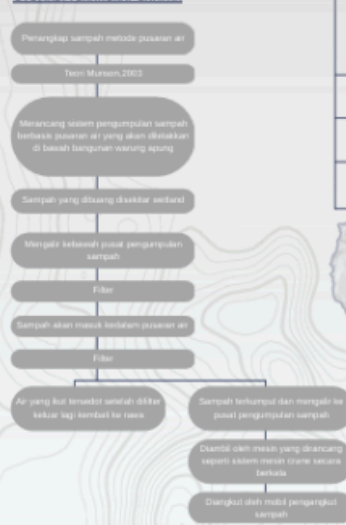 Penangkap sampah metode pusaran air
Teori Munson,2003
Merancang sistem pengumpulan sampah
berbasis pusaran air yang akan diletakkan
di bawah bangunan warung apung
Sampah yang dibuang disekitar wetland
Mengalir kebawah pusat pengumpulan
sampah
Filter
Sampah akan masuk kedalam pusaran air
Filter
Air yang ikut tersedot setelah difilter
keluar lagi kembali ke rawa
Sampah terkumpul dan mengalir ke
pusat pengumpulan sampah
Diambil oleh mesin yang dirancang
seperti sistem mesin crane secara
berkala
Diangkut oleh mobil pengangkut
sampah